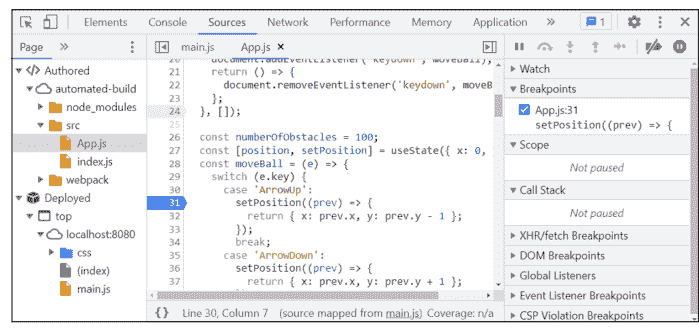 Elements Console Sources Network Performance Memory Application » 1
Page » main.js App.js ×
Authored
automated-build
node_modules
src
App.js
index.js
webpack
Deployed
top
localhost:8080
css
(index)
main.js
20 document.addEventListener('keydown', moveBall);
21 return () => {
22 document.removeEventListener('keydown', moveB
23 };
24 }, []);
25
26 const numberOfObstacles = 100;
27 const [position, setPosition] = useState({ x: 0,
28 const moveBall = (e) => {
29 switch (e.key) {
30 case 'ArrowUp':
31 setPosition((prev) => {
32 return { x: prev.x, y: prev.y - 1 };
33 });
34 break;
35 case 'ArrowDown':
36 setPosition((prev) => {
37 return { x: prev.x, y: prev.y + 1 };
{} Line 30, Column 7 (source mapped from main.js) Coverage: n/a
Watch
Breakpoints
App.js:31
setPosition((prev) => {
Scope
Not paused
Call Stack
Not paused
XHR/fetch Breakpoints
DOM Breakpoints
Global Listeners
Event Listener Breakpoints
CSP Violation Breakpoints